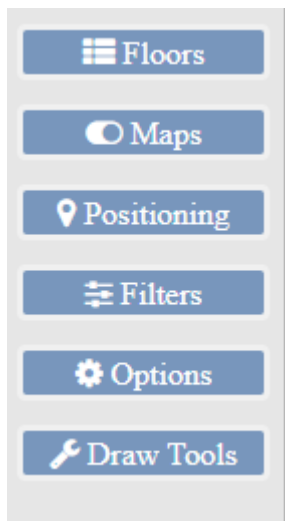 Floors
Maps
Positioning
Filters
Options
Draw Tools